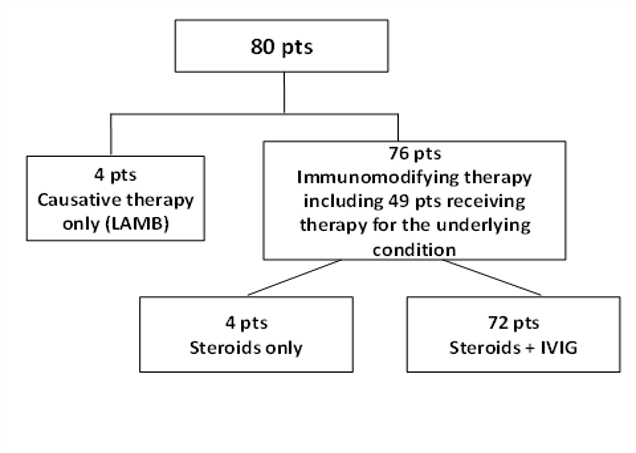 80 pts
4 pts
Causative therapy
only (LAMB)
76 pts
Immunomodifying therapy
including 49 pts receiving
therapy for the underlying
condition
4 pts
Steroids only
72 pts
Steroids + IVIG